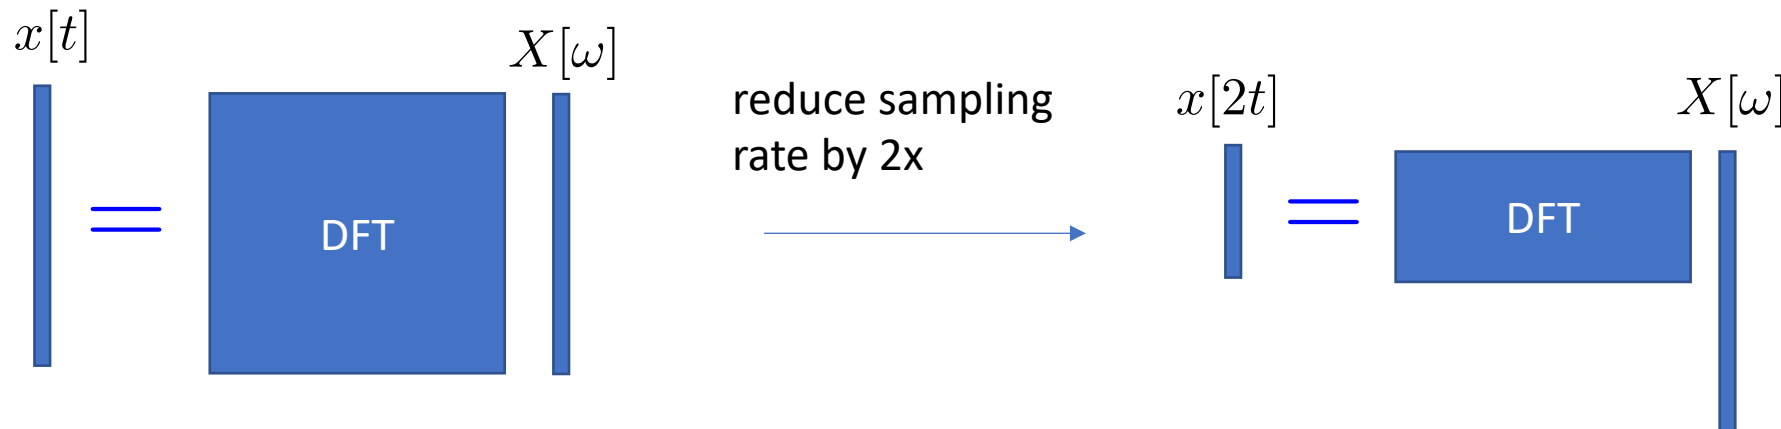 x[t]
X[ω]
DFT
reduce sampling
rate by 2x
x[2t]
X[ω]
DFT